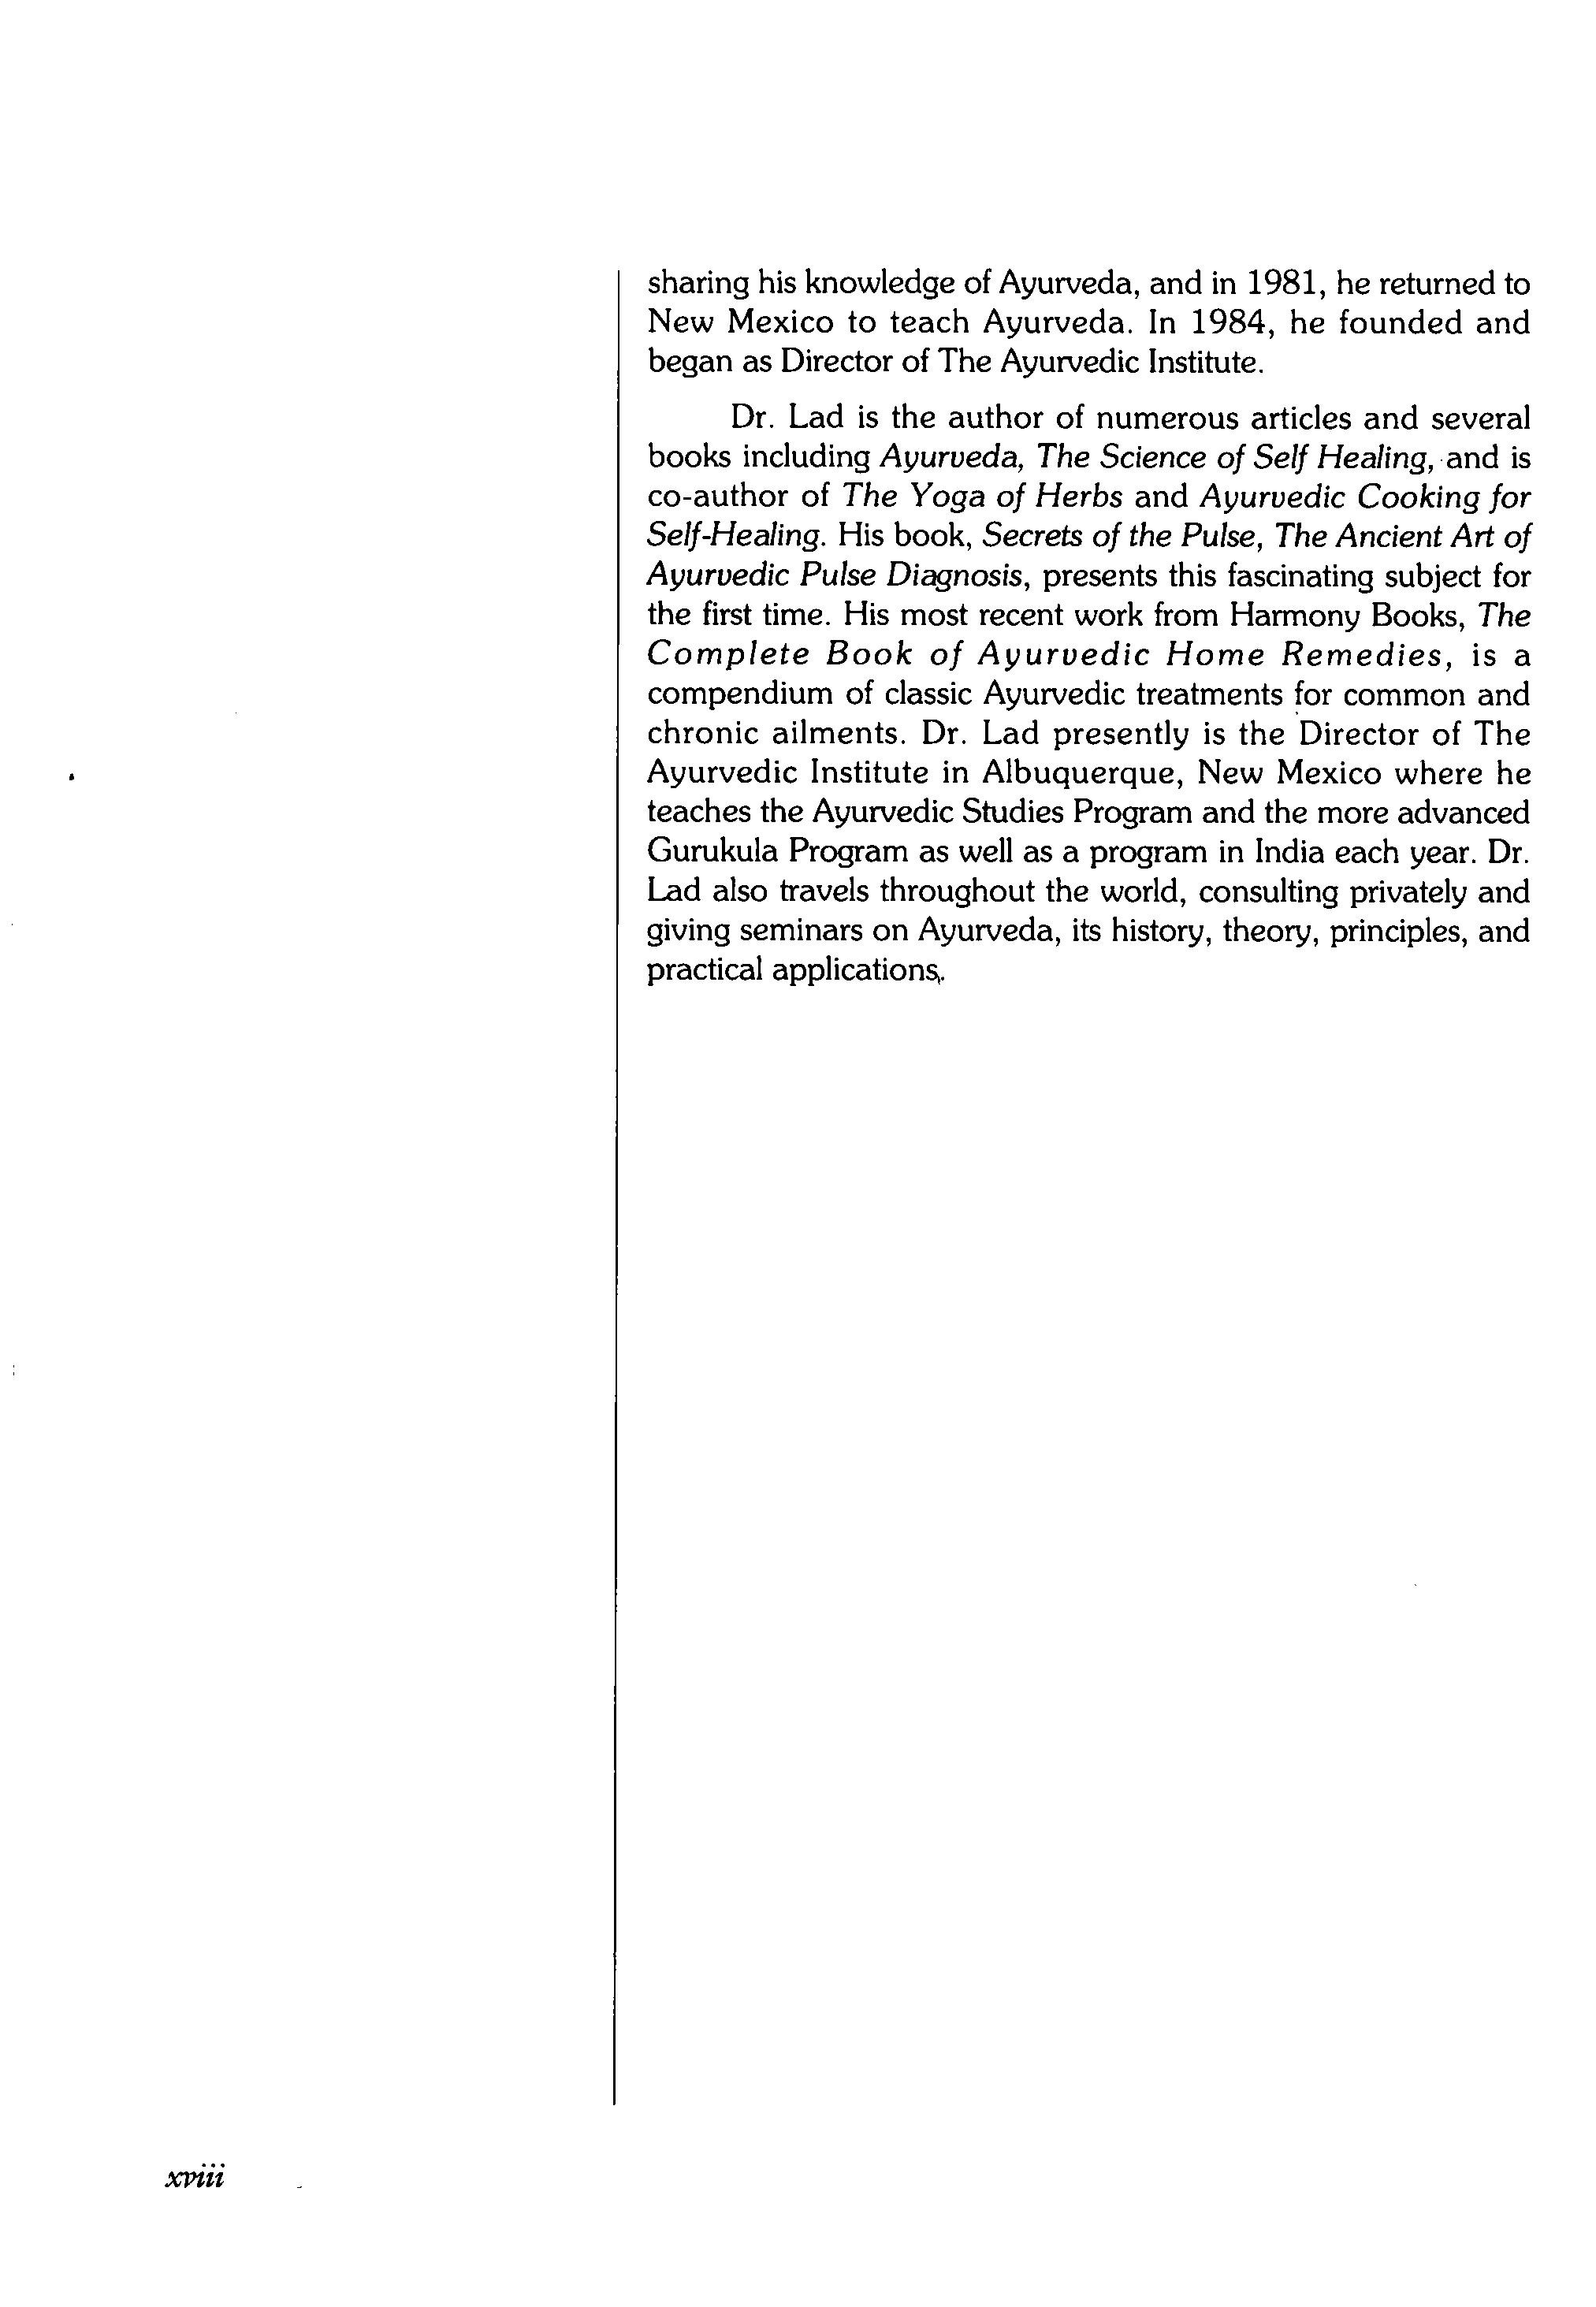 sharing his knowledge of Ayurveda, and in 1981, he returned to
New Mexico to teach Ayurveda. In 1984, he founded and
began as Director of The Ayurvedic Institute.
Dr. Lad is the author of numerous articles and several
books including Ayurveda, The Science of Self Healing, and is
co-author of The Yoga of Herbs and Ayurvedic Cooking for
Self-Healing. His book, Secrets of the Pulse, The Ancient Art of
Ayurvedic Pulse Diagnosis, presents this fascinating subject for
the first time. His most recent work from Harmony Books, The
Complete Book of Ayurvedic Home Remedies, is a
compendium of classic Ayurvedic treatments for common and
chronic ailments. Dr. Lad presently is the Director of The
Ayurvedic Institute in Albuquerque, New Mexico where he
teaches the Ayurvedic Studies Program and the more advanced
Gurukula Program as well as a program in India each year. Dr.
Lad also travels throughout the world, consulting privately and
giving seminars on Ayurveda, its history, theory, principles, and
practical applications.
xviii